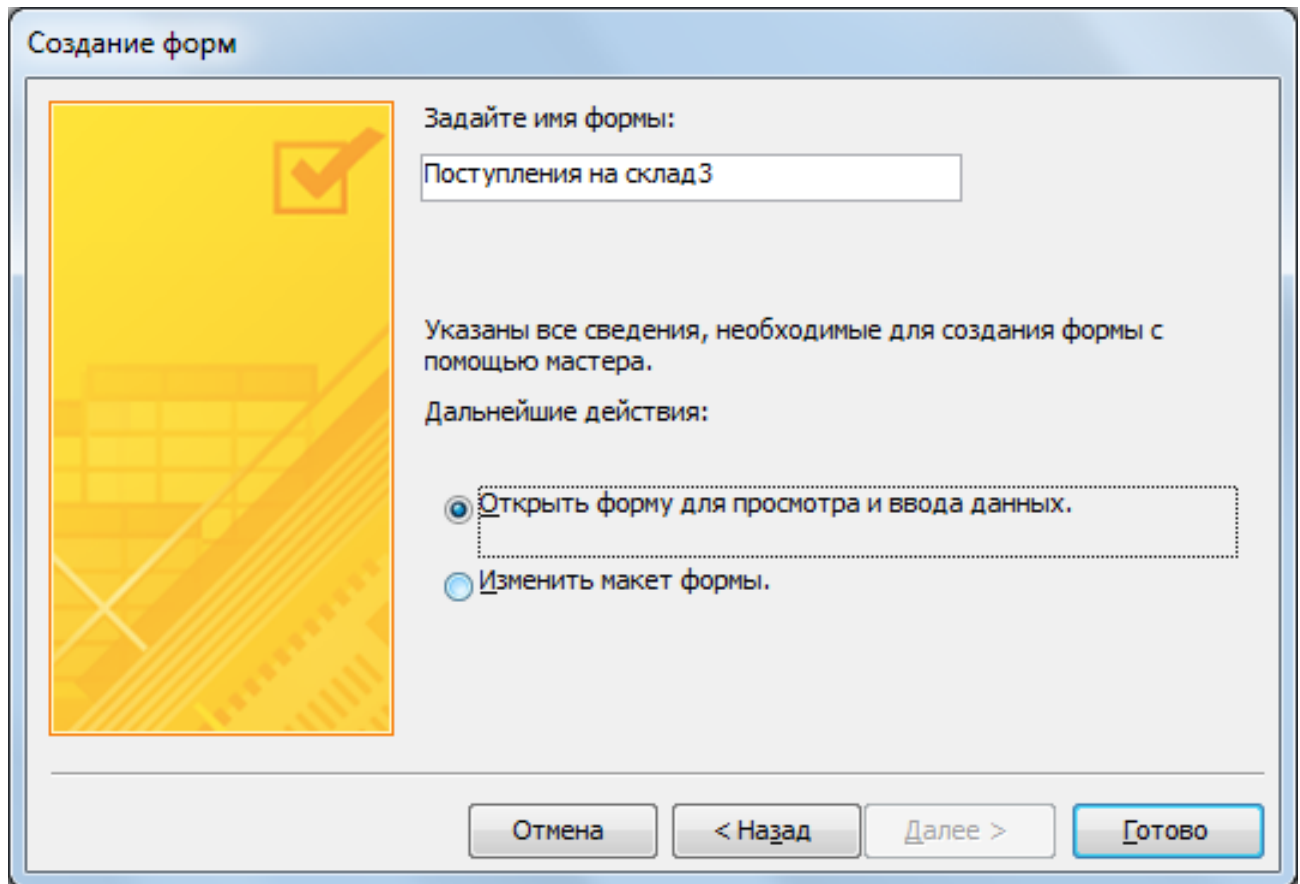 Создание форм
Задайте имя формы:
Поступления на склад3
Указаны все сведения, необходимые для создания формы с
помощью мастера.
Дальнейшие действия:
Открыть форму для просмотра и ввода данных.
Изменить макет формы.
Отмена
< Назад
Далее >
Готово